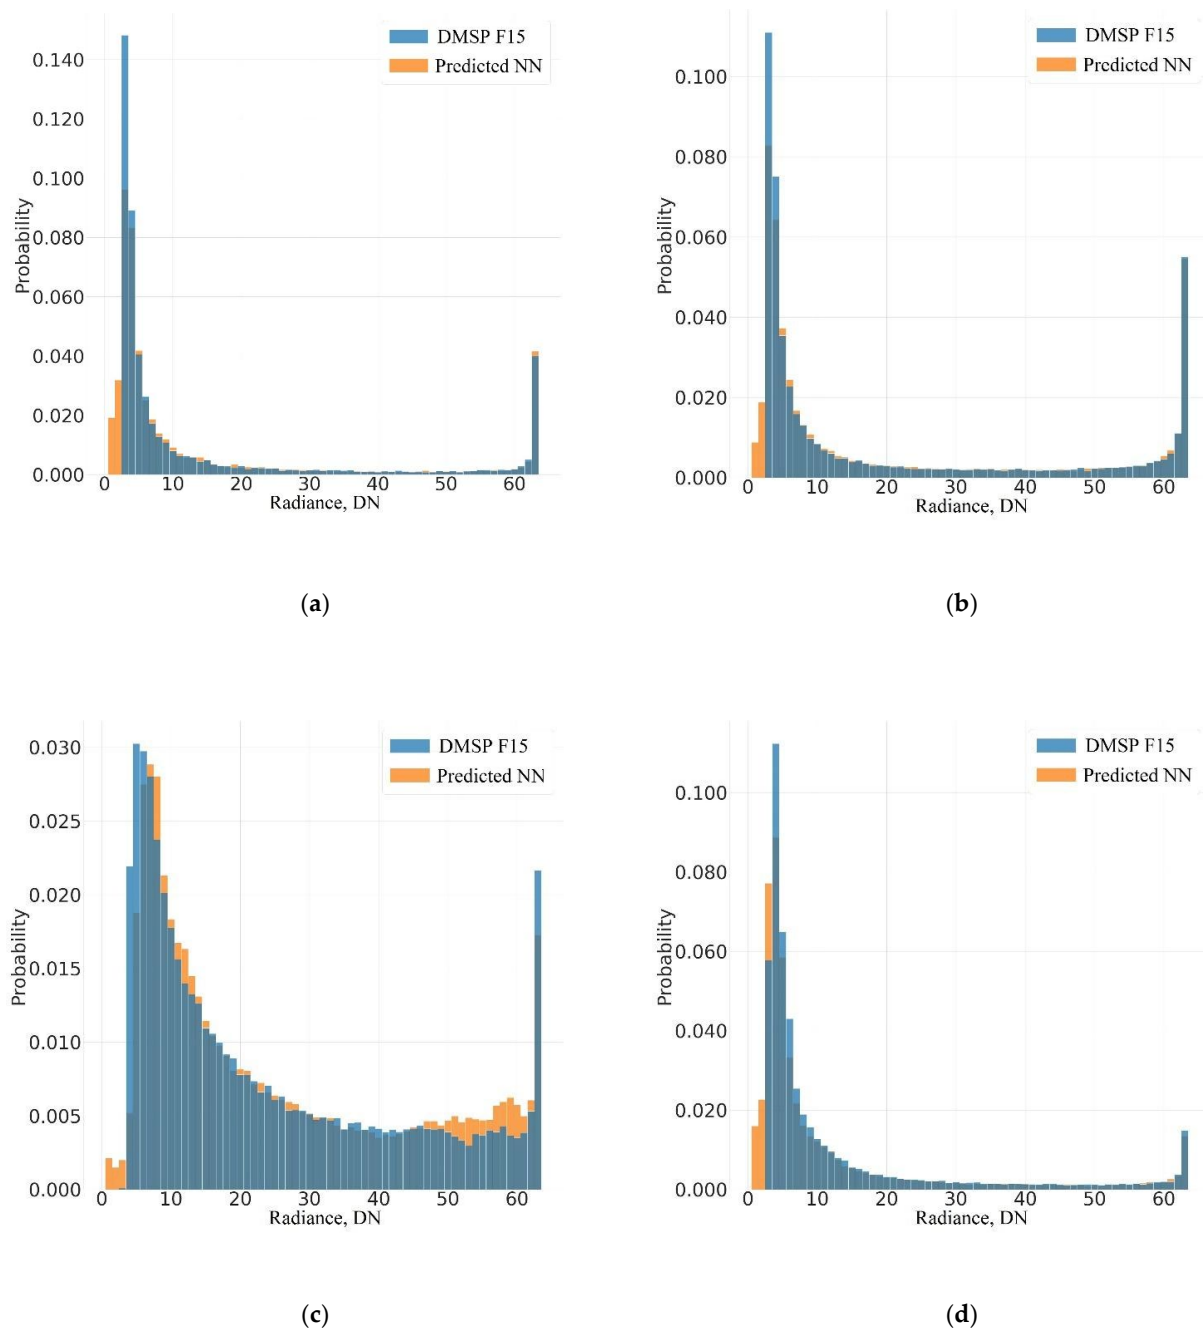 DMSP F15
Predicted NN
0.140
0.120
0.100
0.080
0.060
0.040
0.020
0.000
Probability
0 10 20 30 40 50 60
Radiance, DN
(a)
DMSP F15
Predicted NN
0.100
0.080
0.060
0.040
0.020
0.000
Probability
0 10 20 30 40 50 60
Radiance, DN
(b)
DMSP F15
Predicted NN
0.030
0.025
0.020
0.015
0.010
0.005
0.000
Probability
0 10 20 30 40 50 60
Radiance, DN
(c)
DMSP F15
Predicted NN
0.100
0.080
0.060
0.040
0.020
0.000
Probability
0 10 20 30 40 50 60
Radiance, DN
(d)